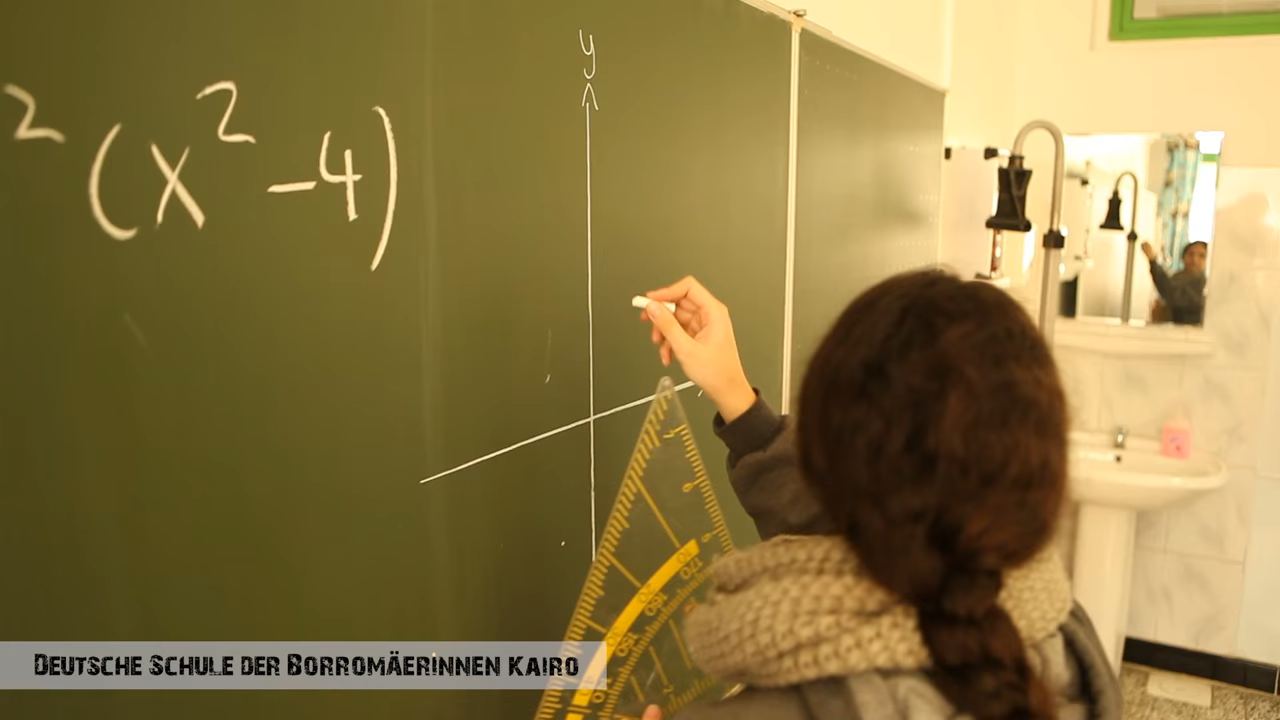 ² (x² - 4)
y
DEUTSCHE SCHULE DER BORROMÄERINNEN KAIRO